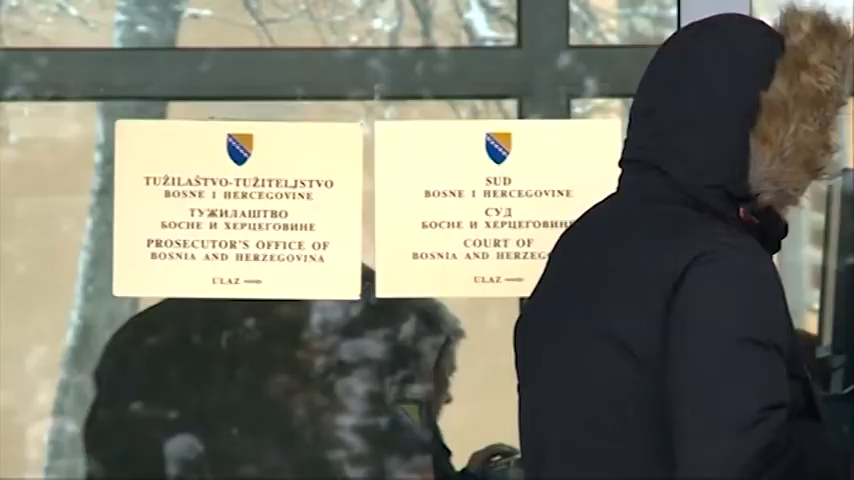 TUŽILAŠTVO-TUŽITELJSTVO
BOSNE I HERCEGOVINE
ТУЖИЛАШТВО
БОСНЕ И ХЕРЦЕГОВИНЕ
PROSECUTOR'S OFFICE OF
BOSNIA AND HERZEGOVINA
ULAZ
SUD
BOSNE I HERCEGOVINE
СУД
БОСНЕ И ХЕРЦЕГОВИНЕ
COURT OF
BOSNIA AND HERZEG
ULAZ